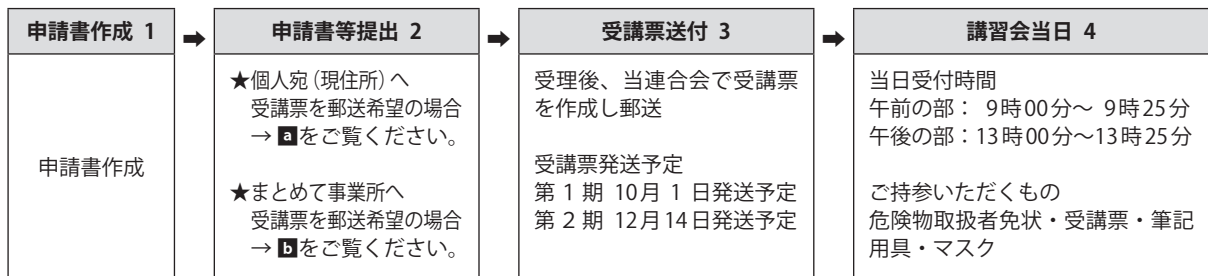 申請書作成 1
➡
申請書等提出 2
➡
受講票送付 3
➡
講習会当日 4
申請書作成
★個人宛(現住所)へ
受講票を郵送希望の場合
→ aをご覧ください。
★まとめて事業所へ
受講票を郵送希望の場合
→ bをご覧ください。
受理後、当連合会で受講票
を作成し郵送
受講票発送予定
第1期 10月 1日発送予定
第2期 12月14日発送予定
当日受付時間
午前の部: 9時00分~ 9時25分
午後の部:13時00分~13時25分
ご持参いただくもの
危険物取扱者免状・受講票・筆記
用具・マスク